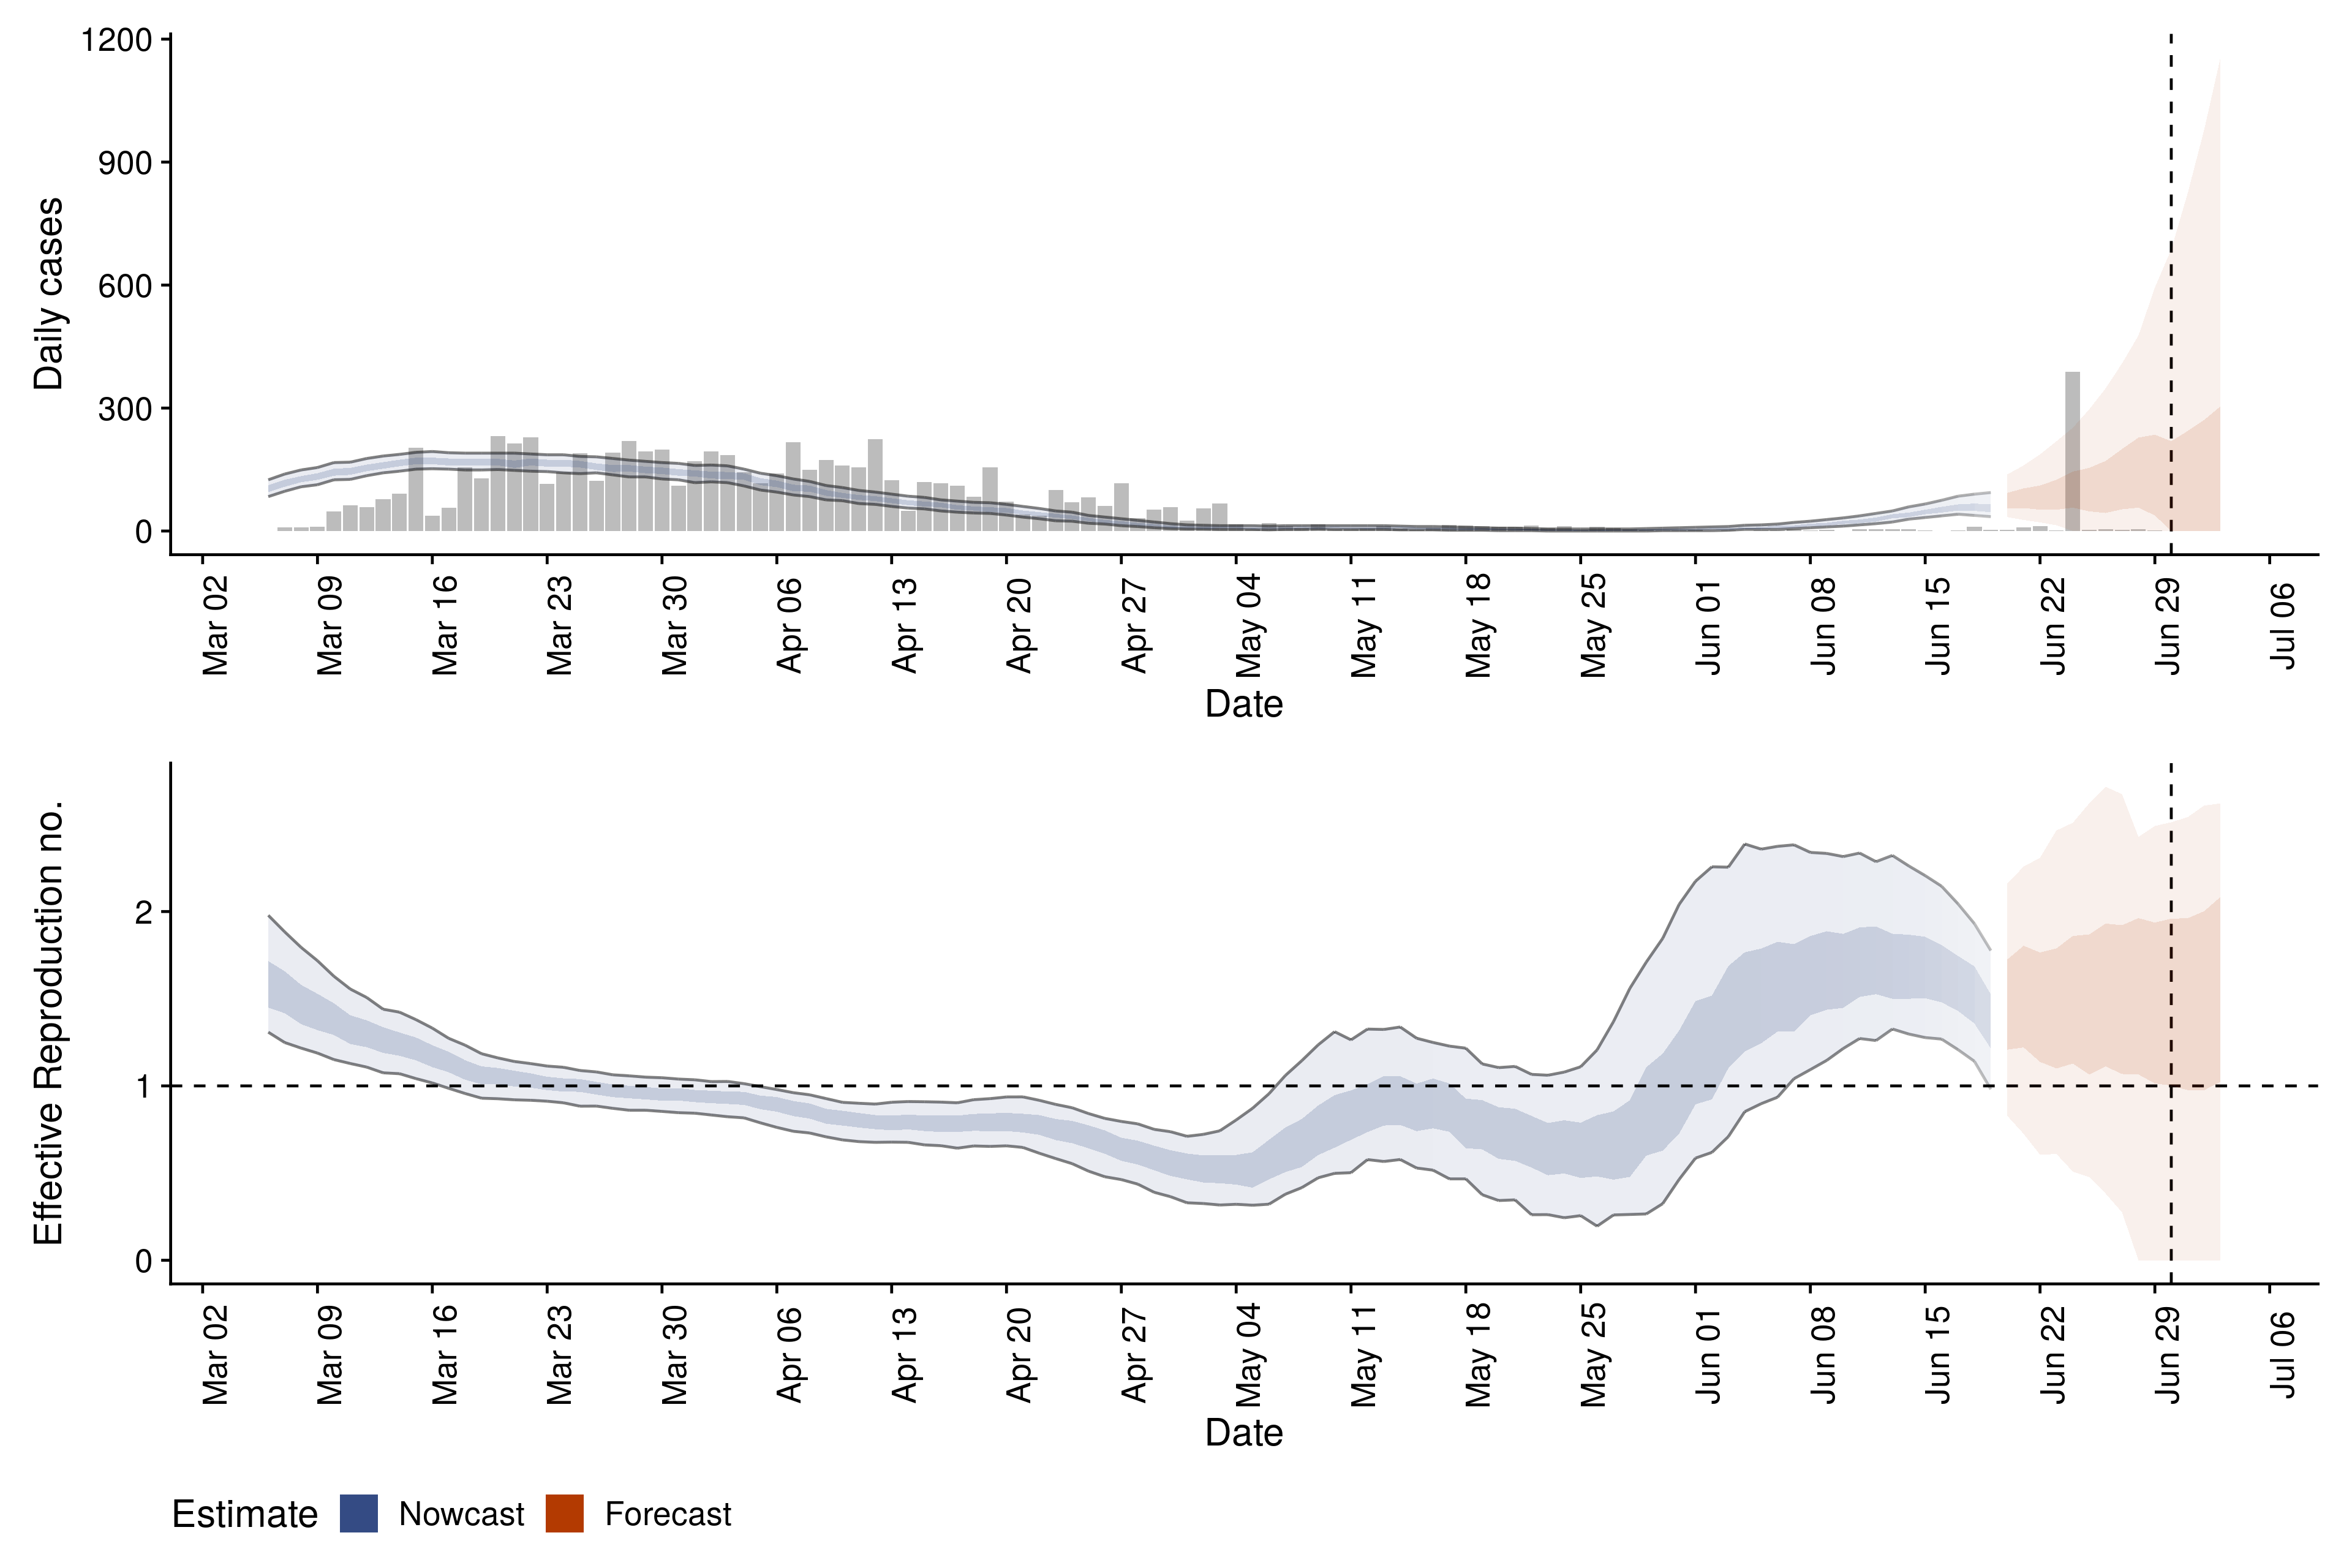 1200
900
600
300
0
Daily cases
Mar 02 Mar 09 Mar 16 Mar 23 Mar 30 Apr 06 Apr 13 Apr 20 Apr 27 May 04 May 11 May 18 May 25 Jun 01 Jun 08 Jun 15 Jun 22 Jun 29 Jul 06
Date
2
1
0
Effective Reproduction no.
Mar 02 Mar 09 Mar 16 Mar 23 Mar 30 Apr 06 Apr 13 Apr 20 Apr 27 May 04 May 11 May 18 May 25 Jun 01 Jun 08 Jun 15 Jun 22 Jun 29 Jul 06
Date
Estimate Nowcast Forecast